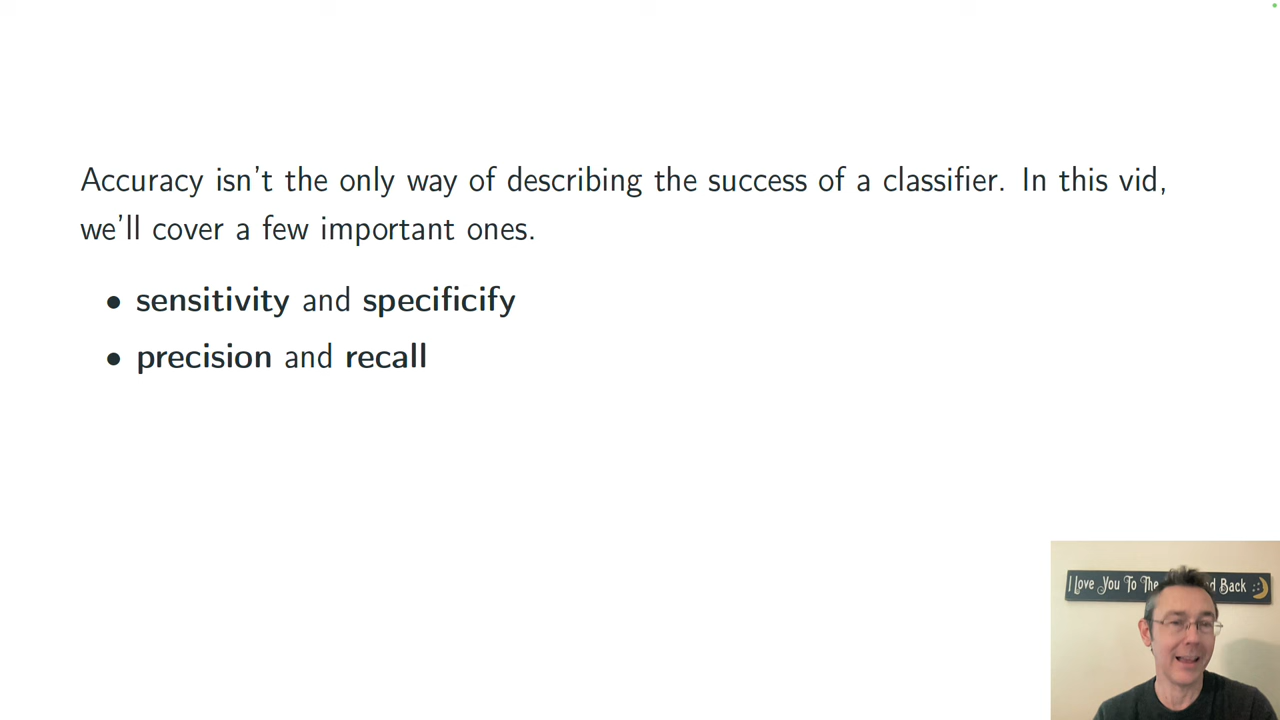 Accuracy isn't the only way of describing the success of a classifier. In this vid,
we'll cover a few important ones.
• sensitivity and specificify
• precision and recall
I Love You To The
d Back